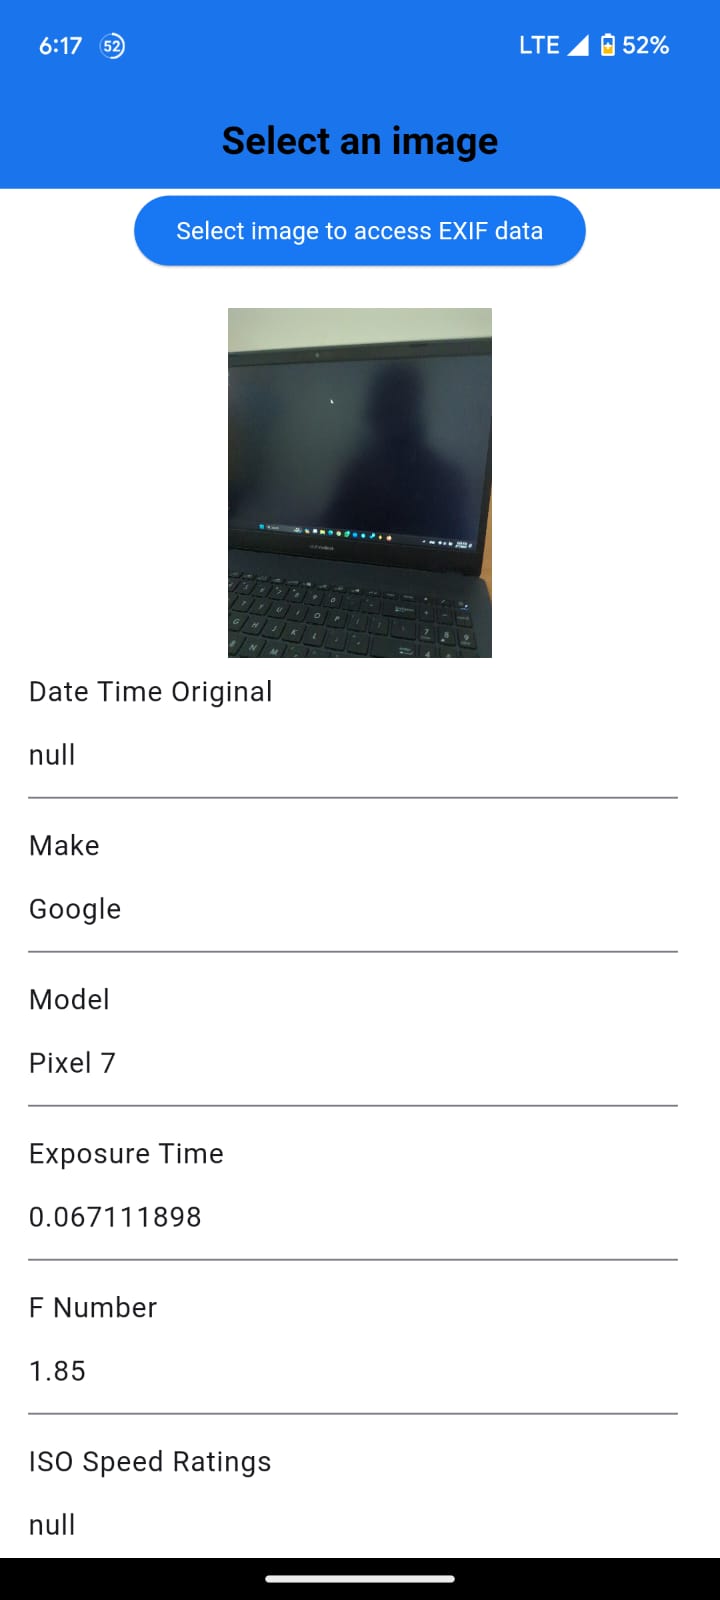 6:17 52 LTE 52%
Select an image
Select image to access EXIF data
Date Time Original
null
Make
Google
Model
Pixel 7
Exposure Time
0.067111898
F Number
1.85
ISO Speed Ratings
null